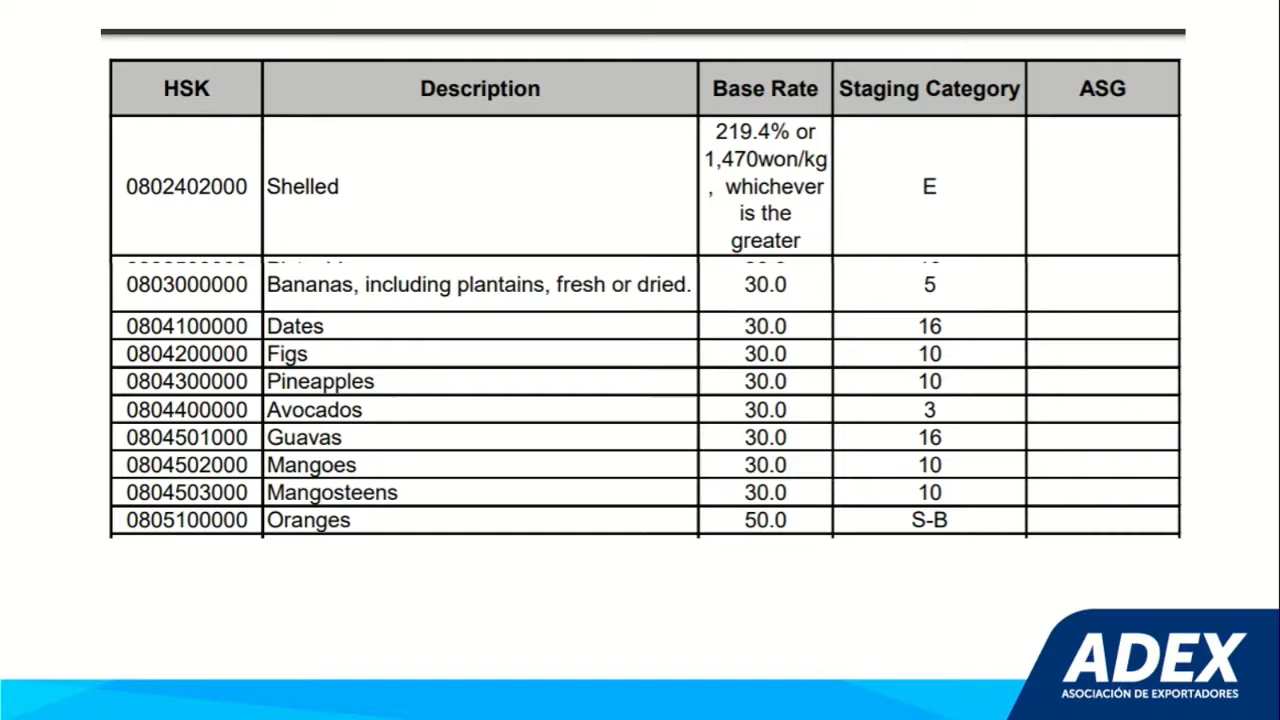 HSK Description Base Rate Staging Category ASG
219.4% or
1,470won/kg
0802402000 Shelled , whichever E
is the
greater
0803000000 Bananas, including plantains, fresh or dried. 30.0 5
0804100000 Dates 30.0 16
0804200000 Figs 30.0 10
0804300000 Pineapples 30.0 10
0804400000 Avocados 30.0 3
0804501000 Guavas 30.0 16
0804502000 Mangoes 30.0 10
0804503000 Mangosteens 30.0 10
0805100000 Oranges 50.0 S-B
ADEX
ASOCIACIÓN DE EXPORTADORES